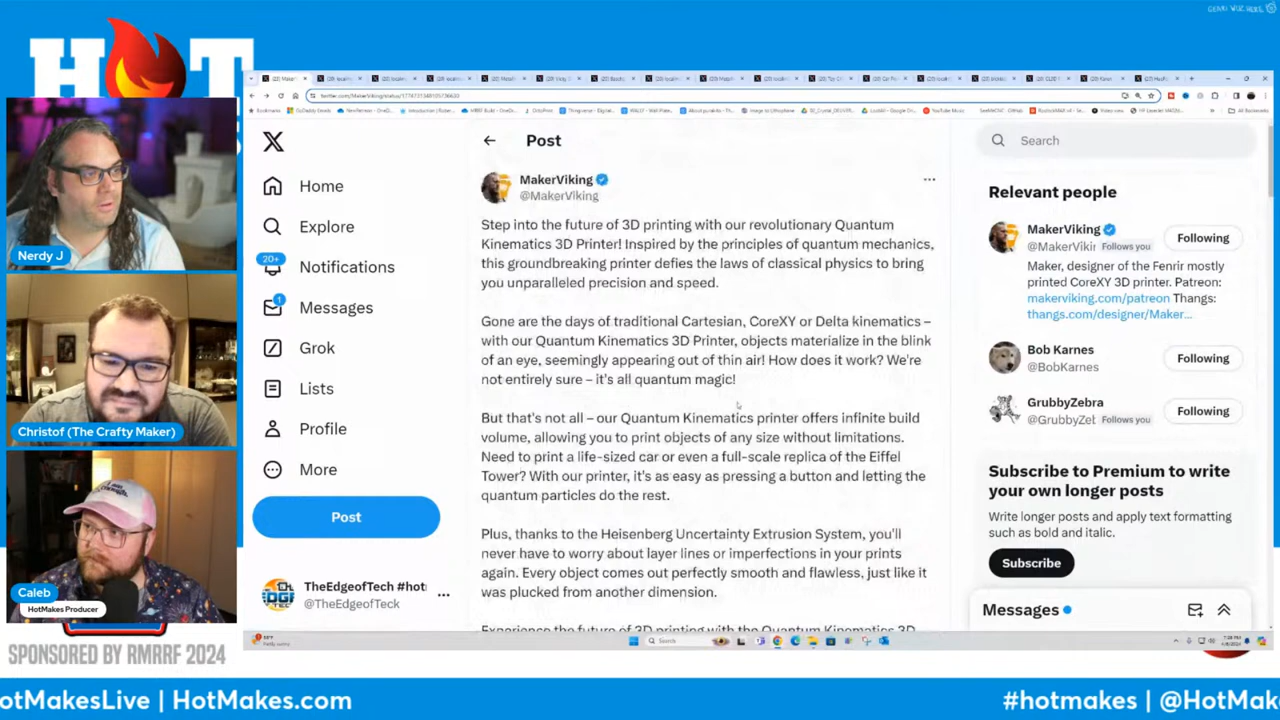 HOT
Nerdy J
Christof (The Crafty Maker)
Caleb
HotMakes Producer
SPONSORED BY RMRRF 2024
otMakesLive | HotMakes.com
#hotmakes | @HotMak
X
Home
Explore
20+
Notifications
1
Messages
Grok
Lists
Profile
More
Post
TheEdgeofTech #hot
@TheEdgeofTech
Post
MakerViking
@MakerViking
Step into the future of 3D printing with our revolutionary Quantum
Kinematics 3D Printer! Inspired by the principles of quantum mechanics,
this groundbreaking printer defies the laws of classical physics to bring
you unparalleled precision and speed.
Gone are the days of traditional Cartesian, CoreXY or Delta kinematics –
with our Quantum Kinematics 3D Printer, objects materialize in the blink
of an eye, seemingly appearing out of thin air! How does it work? We're
not entirely sure – it's all quantum magic!
But that's not all – our Quantum Kinematics printer offers infinite build
volume, allowing you to print objects of any size without limitations.
Need to print a life-sized car or even a full-scale replica of the Eiffel
Tower? With our printer, it's as easy as pressing a button and letting the
quantum particles do the rest.
Plus, thanks to the Heisenberg Uncertainty Extrusion System, you'll
never have to worry about layer lines or imperfections in your prints
again. Every object comes out perfectly smooth and flawless, just like it
was plucked from another dimension.
Experience the future of 3D printing with the Quantum Kinematics 3D
Search
Relevant people
MakerViking
@MakerVikir Follows you
Following
Maker, designer of the Fenrir mostly
printed CoreXY 3D printer. Patreon:
makerviking.com/patreon Thangs:
thangs.com/designer/Maker...
Bob Karnes
@BobKarnes
Following
GrubbyZebra
@GrubbyZel Follows you
Following
Subscribe to Premium to write
your own longer posts
Write longer posts and apply text formatting
such as bold and italic.
Subscribe
Messages
Search